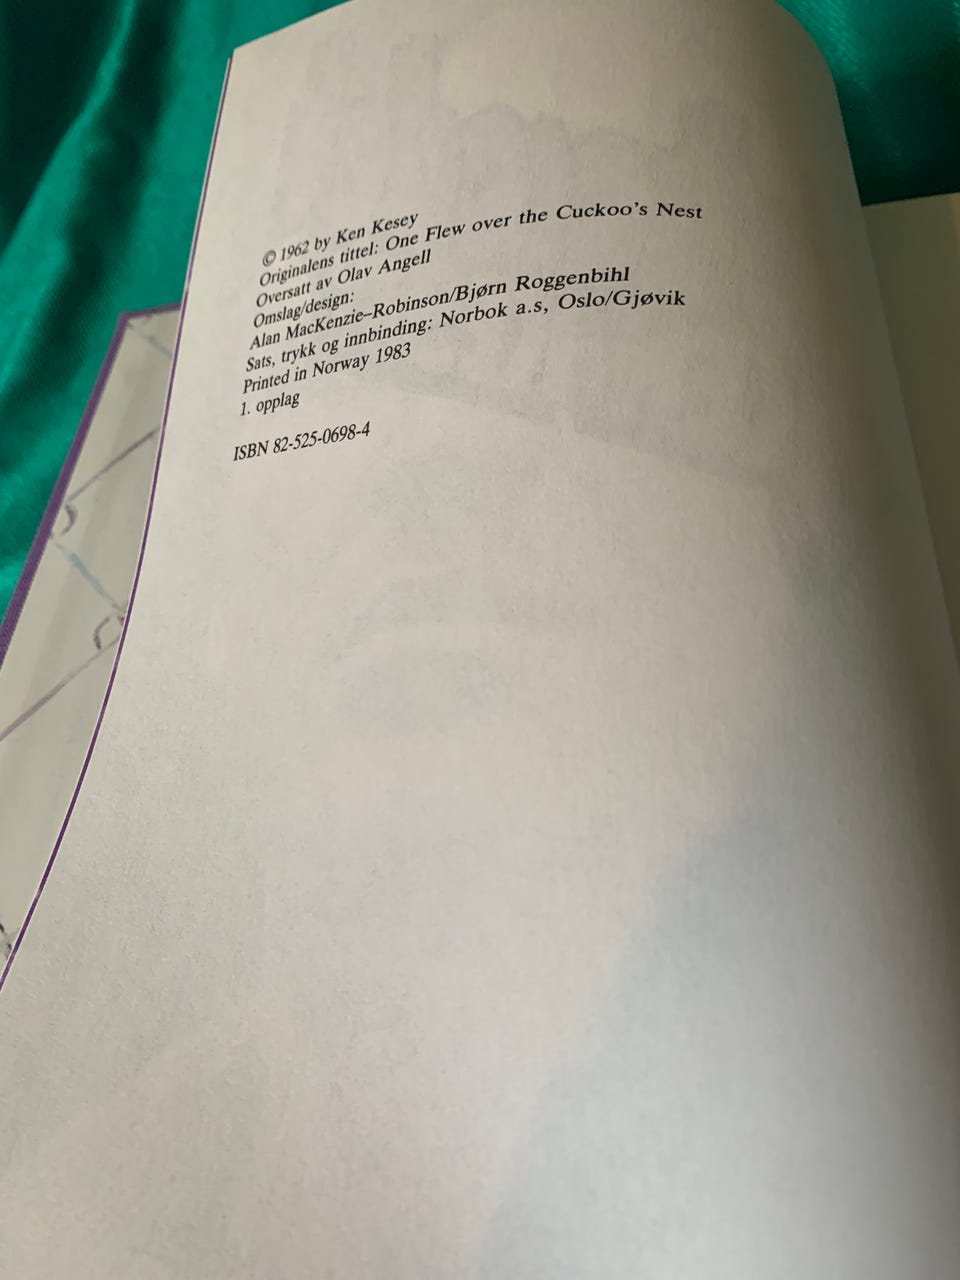 © 1962 by Ken Kesey
Originalens tittel: One Flew over the Cuckoo's Nest
Oversatt av Olav Angell
Omslag/design:
Alan MacKenzie–Robinson/Bjørn Roggenbihl
Sats, trykk og innbinding: Norbok a.s, Oslo/Gjøvik
Printed in Norway 1983
1. opplag
ISBN 82-525-0698-4